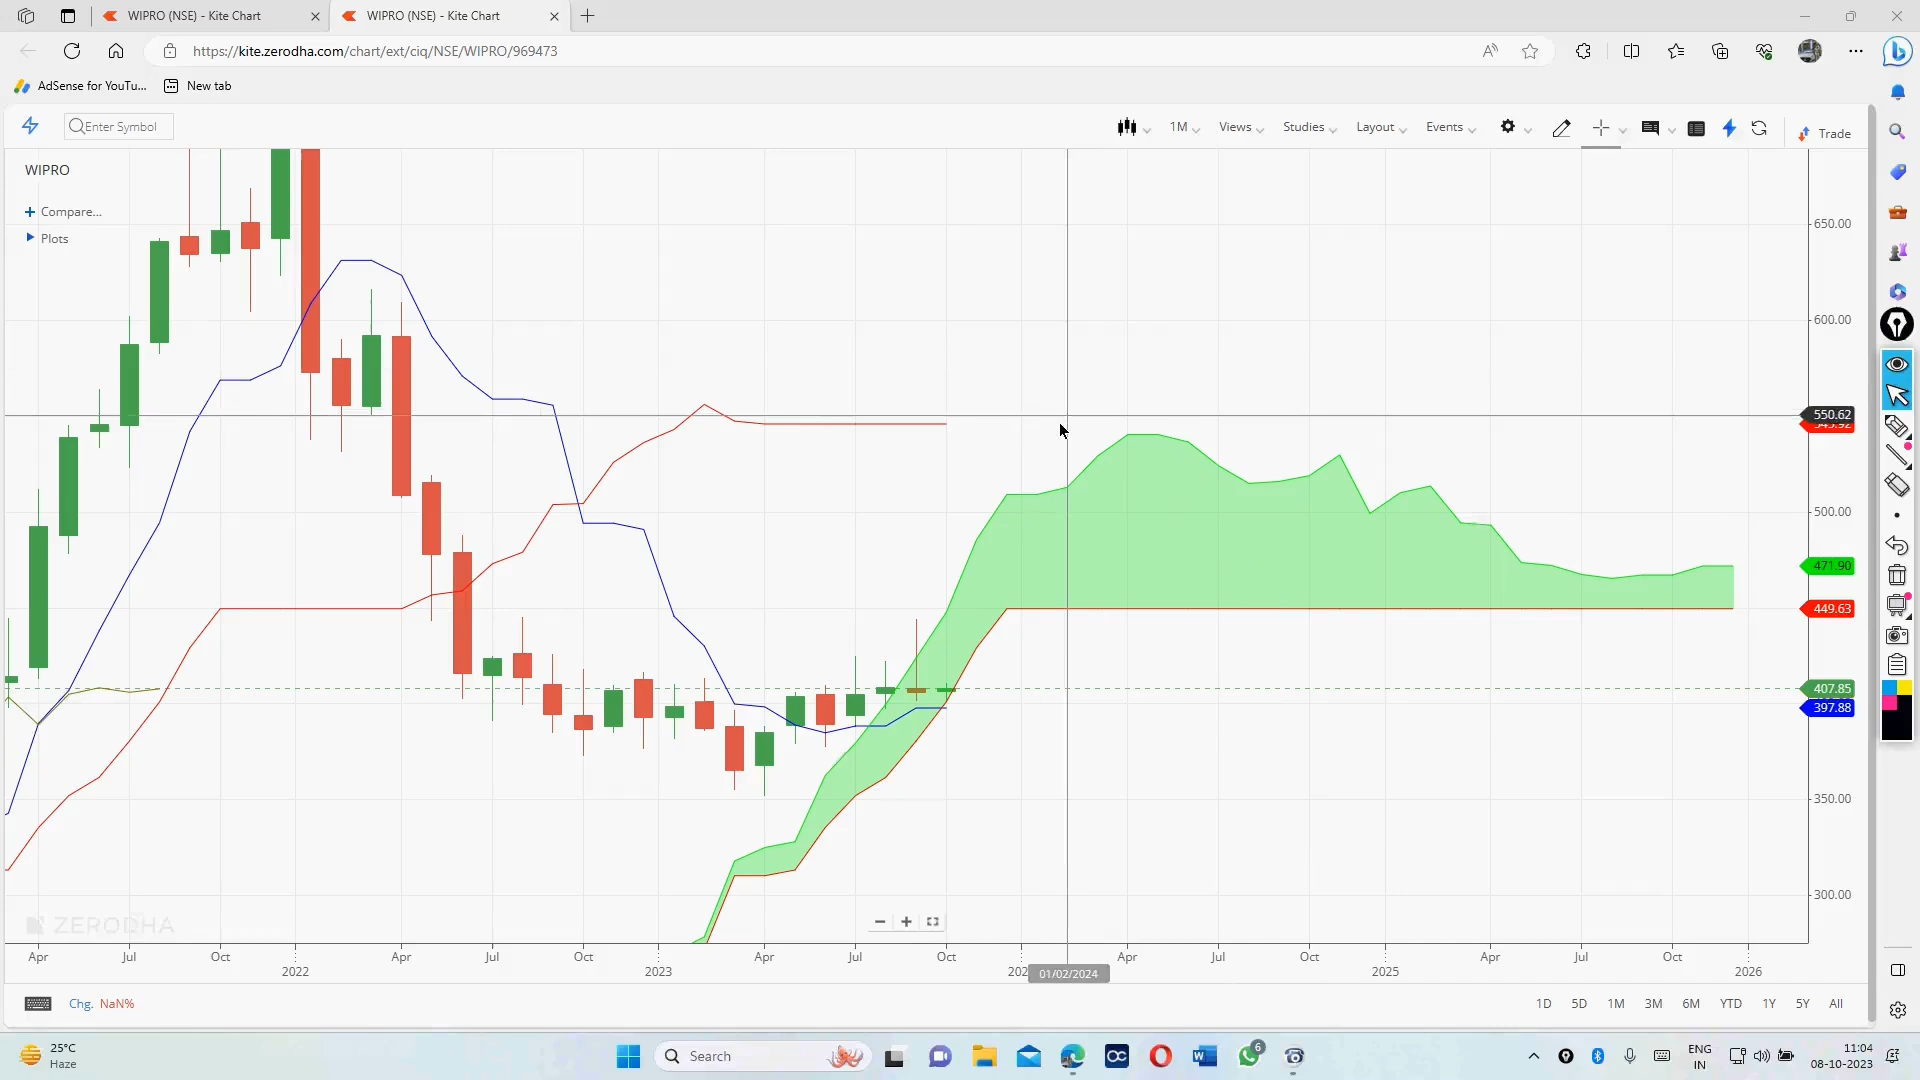 WIPRO (NSE) - Kite Chart
WIPRO (NSE) - Kite Chart
https://kite.zerodha.com/chart/ext/ciq/NSE/WIPRO/969473
AdSense for YouTu...
New tab
Enter Symbol
1M
Views
Studies
Layout
Events
Trade
WIPRO
Compare...
Plots
650.00
600.00
550.62
500.00
471.90
449.63
407.85
397.88
350.00
300.00
ZERODHA
Apr
Jul
Oct
2022
Apr
Jul
Oct
2023
Apr
Jul
Oct
01/02/2024
Apr
Jul
Oct
2025
Apr
Jul
Oct
2026
Chg. NaN%
1D
5D
1M
3M
6M
YTD
1Y
5Y
All
25°C
Haze
Search
6
ENG
IN
11:04
08-10-2023